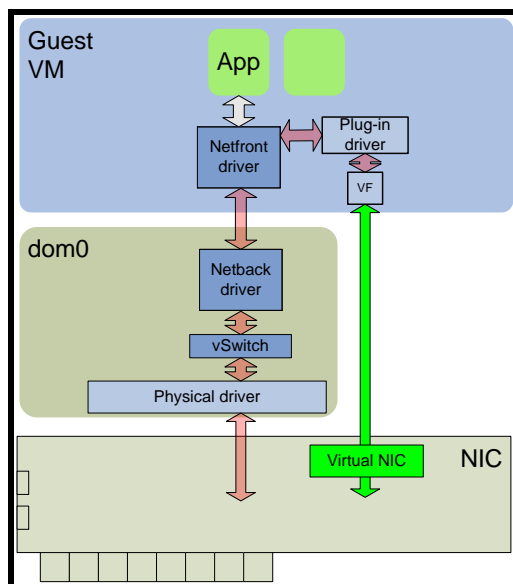 Guest
VM
App
Netfront
driver
Plug-in
driver
VF
dom0
Netback
driver
vSwitch
Physical driver
Virtual NIC
NIC